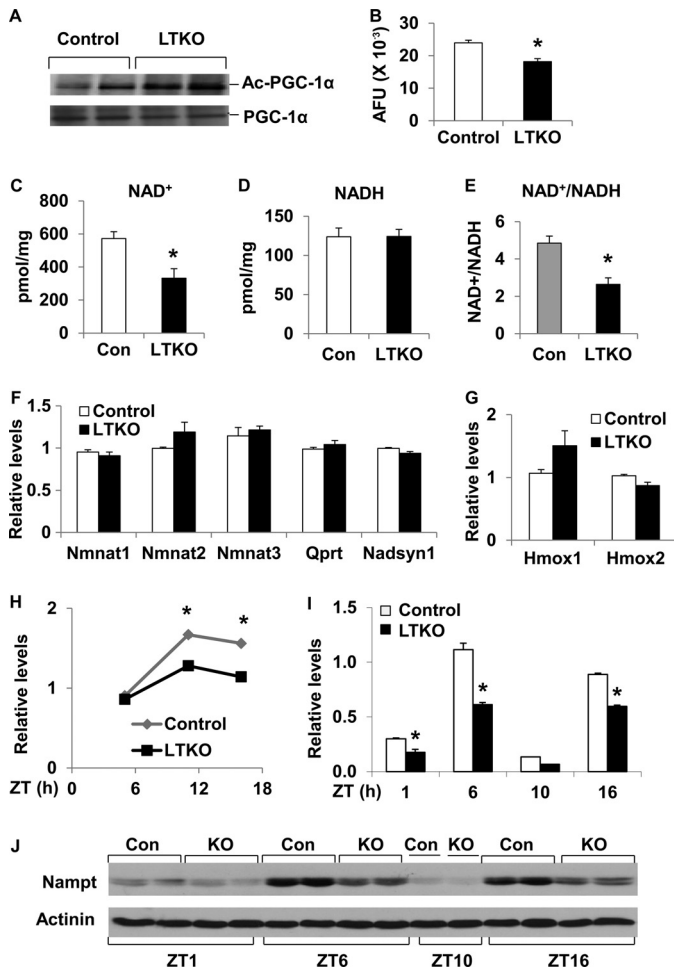 A
Control LTKO
Ac-PGC-1α
PGC-1α
B
AFU (X 10⁻³)
30
20
10
0
*
Control LTKO
C
NAD⁺
pmol/mg
800
600
400
200
0
*
Con LTKO
D
NADH
pmol/mg
150
100
50
0
Con LTKO
E
NAD⁺/NADH
NAD+/NADH
6
4
2
0
*
Con LTKO
F
Relative levels
1.5
1
0.5
0
Control
LTKO
Nmnat1 Nmnat2 Nmnat3 Qprt Nadsyn1
G
Relative levels
2
1
0
Control
LTKO
Hmox1 Hmox2
H
Relative levels
2
1
0
* *
Control
LTKO
ZT (h) 0 6 12 18
I
Relative levels
1.5
1.0
0.5
0.0
Control
LTKO
* * *
ZT (h) 1 6 10 16
J
Con KO Con KO Con KO Con KO
Nampt
Actinin
ZT1 ZT6 ZT10 ZT16